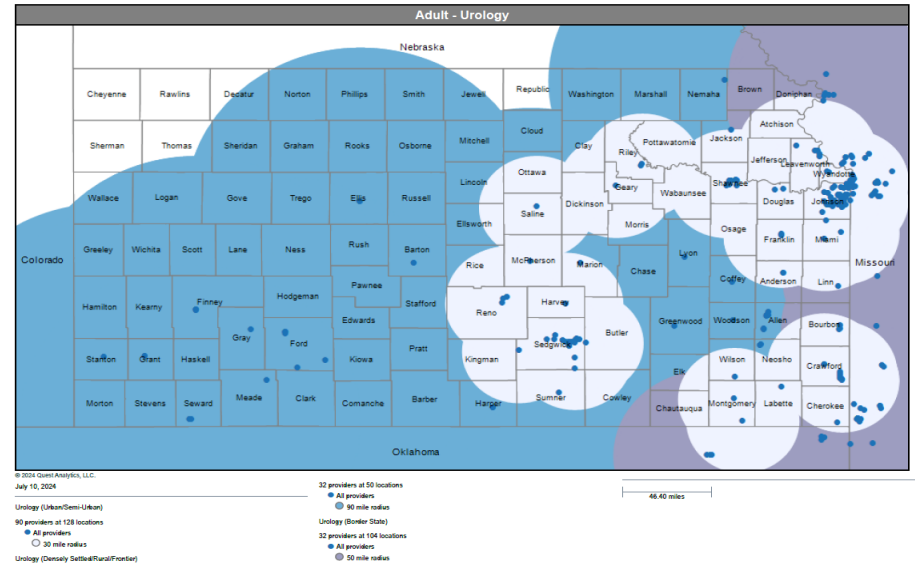 Adult - Urology
Nebraska
Cheyenne Rawlins Decatur Norton Phillips Smith Jewell Republic Washington Marshall Nemaha Brown Doniphan
Atchison
Sherman Thomas Sheridan Graham Rooks Osborne Mitchell Cloud Clay Riley Pottawatomie Jackson
Jefferson Leavenworth
Wyandotte
Wallace Logan Gove Trego Ellis Russell Lincoln Ottawa Geary Wabaunsee Shawnee
Saline Dickinson Douglas Johnson
Ellsworth Morris Osage
Greeley Wichita Scott Lane Ness Rush Barton Franklin Miami
Colorado Rice McPherson Marion Chase Lyon Missouri
Coffey Anderson Linn
Pawnee
Hamilton Kearny Finney Hodgeman Stafford Reno Harvey
Edwards Butler Greenwood Woodson Allen Bourbon
Gray Ford
Stanton Grant Haskell Kiowa Pratt Kingman Sedgwick Wilson Neosho Crawford
Elk
Morton Stevens Seward Meade Clark Comanche Barber Harper Sumner Cowley Chautauqua Montgomery Labette Cherokee
Oklahoma
© 2024 Quest Analytics, LLC.
July 10, 2024
Urology (Urban/Semi-Urban)
90 providers at 128 locations
All providers
30 mile radius
Urology (Densely Settled/Rural/Frontier)
32 providers at 50 locations
All providers
90 mile radius
Urology (Border State)
32 providers at 104 locations
All providers
50 mile radius
46.40 miles